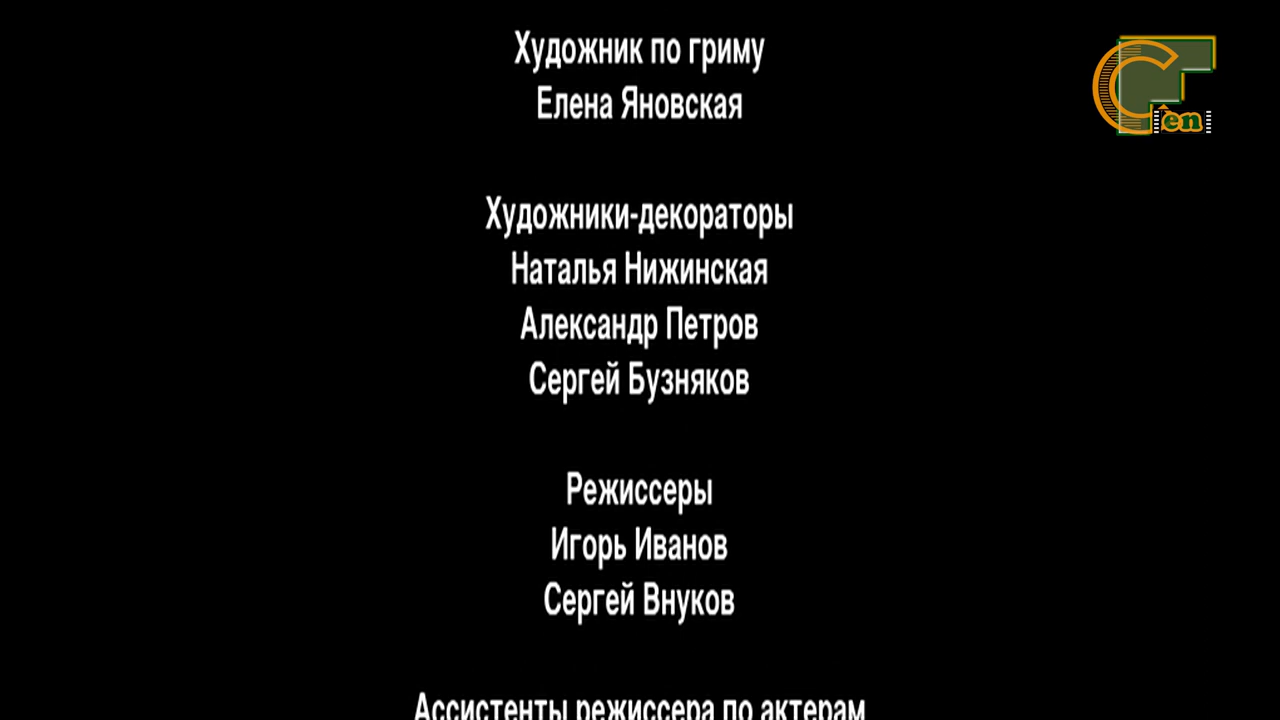 Художник по гриму
Елена Яновская
Художники-декораторы
Наталья Нижинская
Александр Петров
Сергей Бузняков
Режиссеры
Игорь Иванов
Сергей Внуков
Ассистенты режиссера по актерам